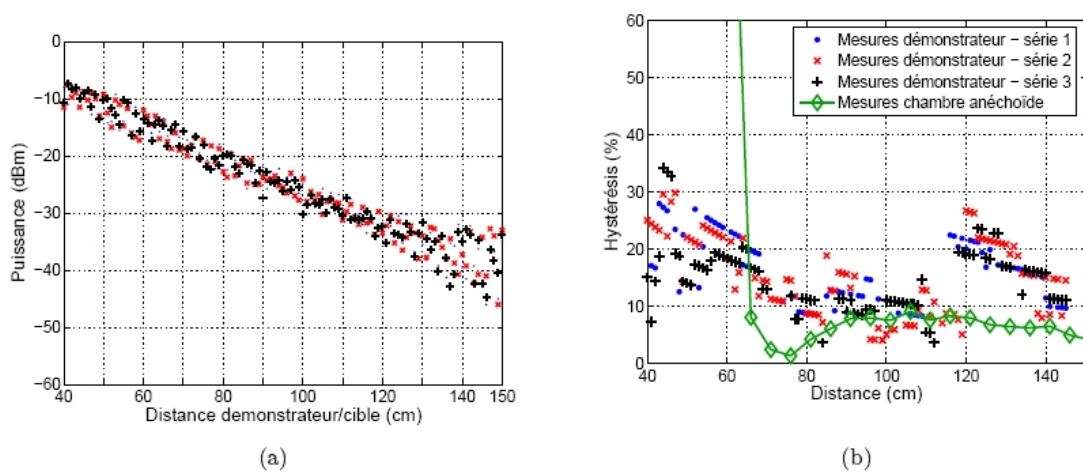 0
−10
−20
−30
−40
−50
−60
40
60
80
100
120
140
150
Puissance (dBm)
Distance demonstrateur/cible (cm)
(a)
60
50
40
30
20
10
0
40
60
80
100
120
140
Hystérésis (%)
Distance (cm)
Mesures démonstrateur − série 1
Mesures démonstrateur − série 2
Mesures démonstrateur − série 3
Mesures chambre anéchoïde
(b)